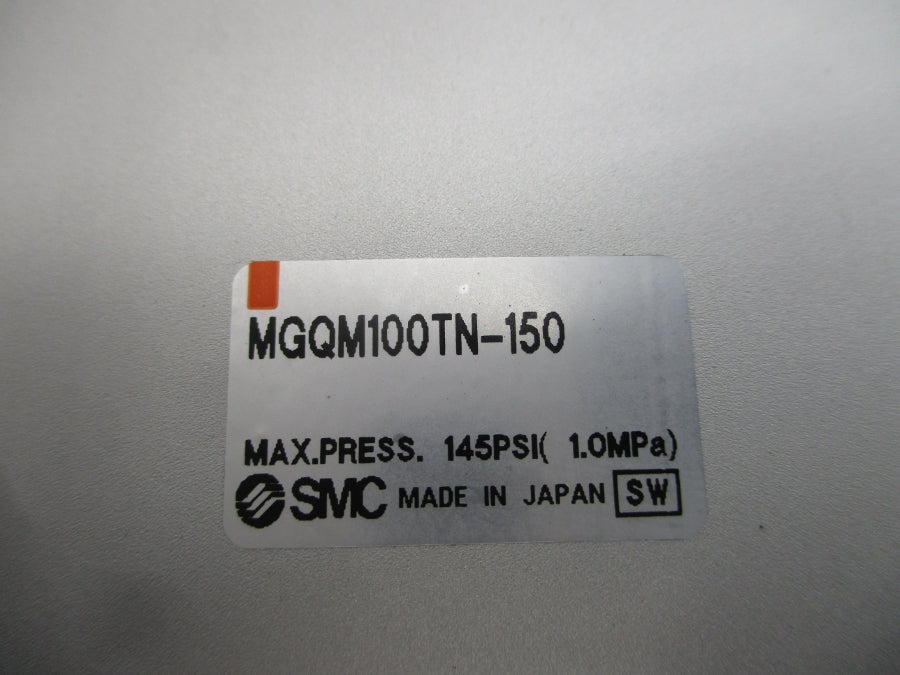 MGQM100TN-150
MAX.PRESS. 145PSI( 1.0MPa)
SMC MADE IN JAPAN SW